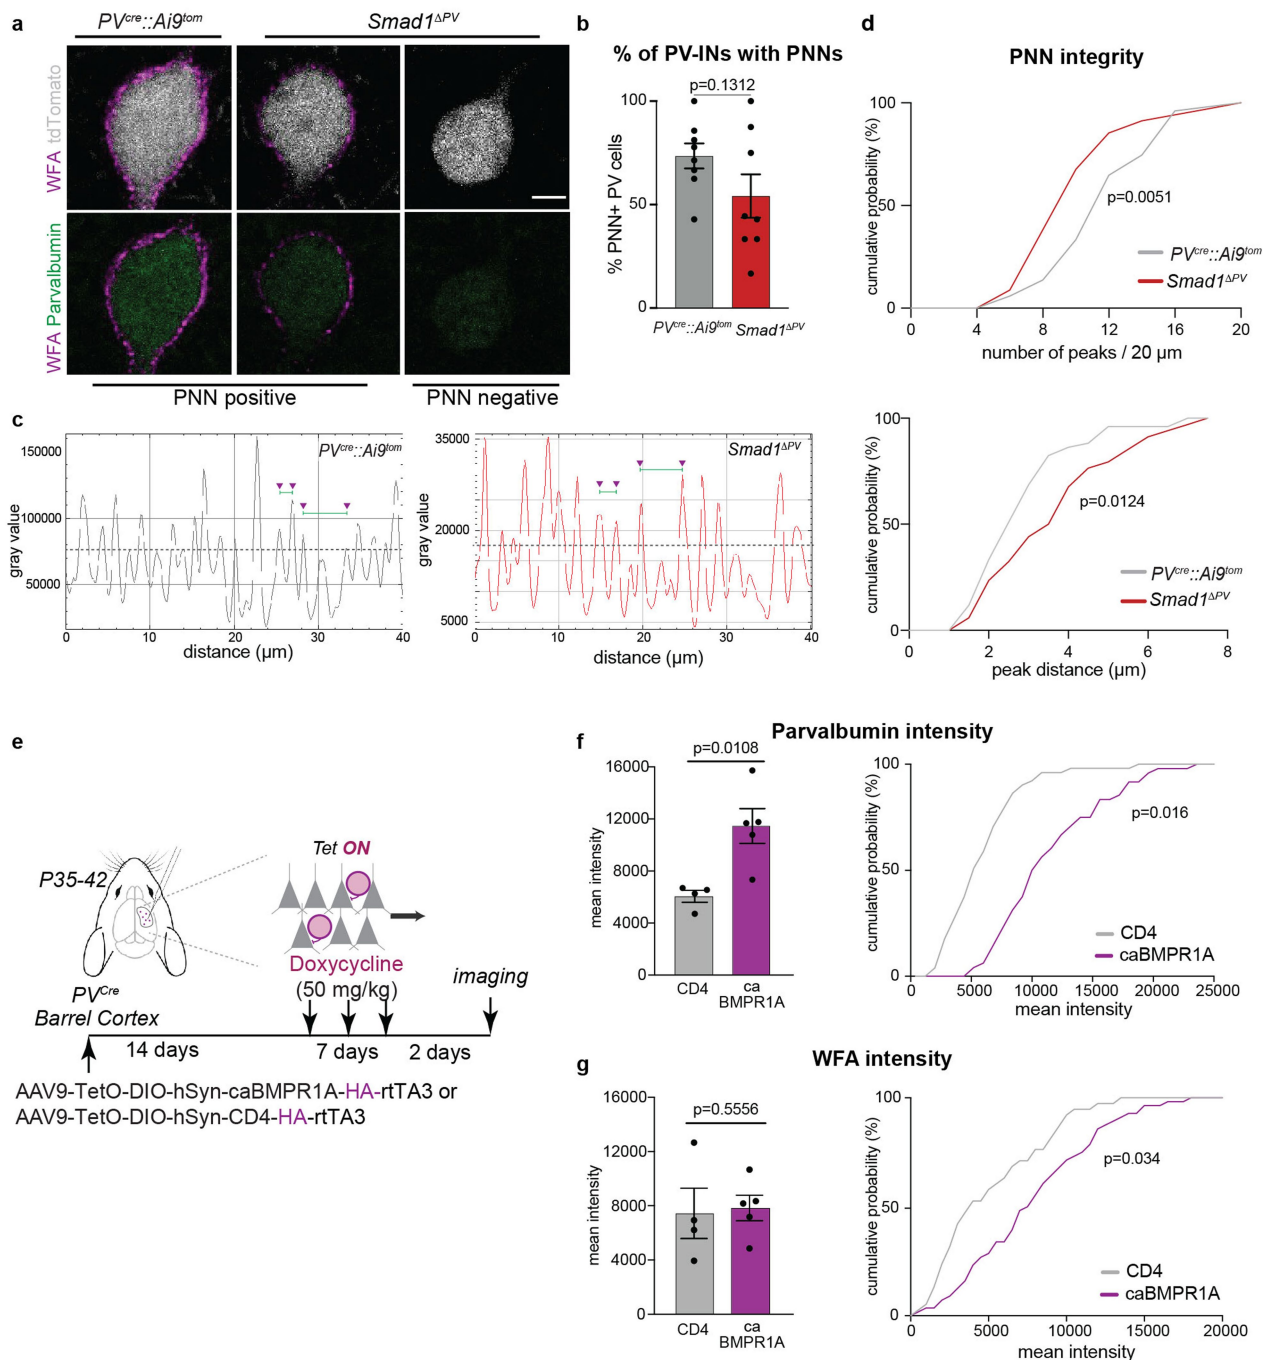 a
PVcre::Ai9tom
Smad1ΔPV
WFA tdTomato
WFA Parvalbumin
PNN positive
PNN negative
b
% of PV-INs with PNNs
p=0.1312
% PNN+ PV cells
100
50
0
PVcre::Ai9tom
Smad1ΔPV
c
PVcre::Ai9tom
gray value
150000
100000
50000
0 10 20 30 40
distance (µm)
Smad1ΔPV
gray value
35000
20000
5000
0 10 20 30 40
distance (µm)
d
PNN integrity
cumulative probability (%)
100
50
0
p=0.0051
PVcre::Ai9tom
Smad1ΔPV
0 4 8 12 16 20
number of peaks / 20 µm
cumulative probability (%)
100
50
0
p=0.0124
PVcre::Ai9tom
Smad1ΔPV
0 2 4 6 8
peak distance (µm)
e
P35-42
Tet ON
Doxycycline
(50 mg/kg)
imaging
PVCre
Barrel Cortex
14 days
7 days
2 days
AAV9-TetO-DIO-hSyn-caBMPR1A-HA-rtTA3 or
AAV9-TetO-DIO-hSyn-CD4-HA-rtTA3
f
Parvalbumin intensity
p=0.0108
mean intensity
16000
12000
8000
4000
0
CD4
ca
BMPR1A
cumulative probability (%)
100
50
0
p=0.016
CD4
caBMPR1A
0 5000 10000 15000 20000 25000
mean intensity
g
WFA intensity
p=0.5556
mean intensity
16000
12000
8000
4000
0
CD4
ca
BMPR1A
cumulative probability (%)
100
50
0
p=0.034
CD4
caBMPR1A
0 5000 10000 15000 20000
mean intensity